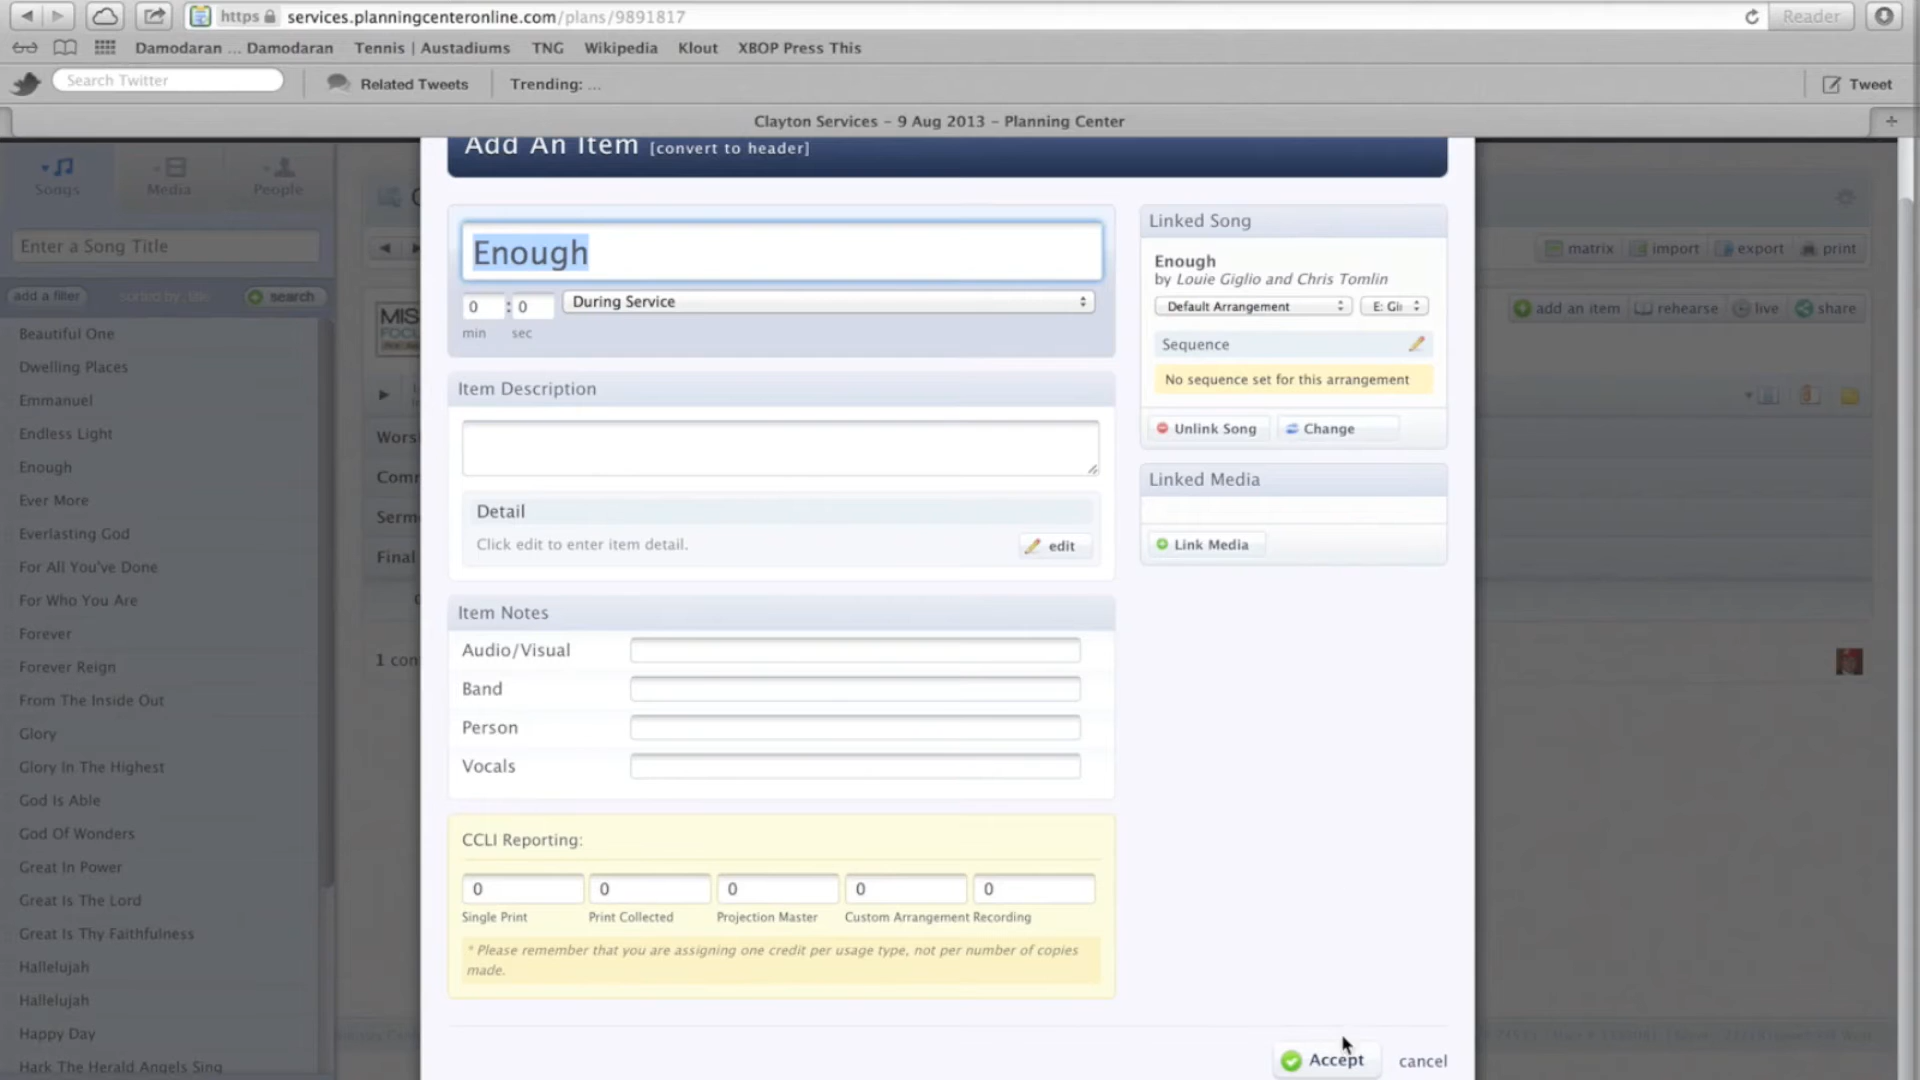 https services.planningcenteronline.com/plans/9891817
Reader
Damodaran ... Damodaran
Tennis | Austadiums
TNG
Wikipedia
Klout
XBOP Press This
Search Twitter
Related Tweets
Trending: ...
Tweet
Clayton Services – 9 Aug 2013 – Planning Center
Songs
Media
People
Enter a Song Title
add a filter
sorted by: title
search
Beautiful One
Dwelling Places
Emmanuel
Endless Light
Enough
Ever More
Everlasting God
For All You've Done
For Who You Are
Forever
Forever Reign
From The Inside Out
Glory
Glory In The Highest
God Is Able
God Of Wonders
Great In Power
Great Is The Lord
Great Is Thy Faithfulness
Hallelujah
Hallelujah
Happy Day
Hark The Herald Angels Sing
MIS
Wors
Comm
Serm
Final
1 con
Add An Item [convert to header]
Enough
0 : 0
During Service
min
sec
Item Description
Detail
Click edit to enter item detail.
edit
Item Notes
Audio/Visual
Band
Person
Vocals
CCLI Reporting:
0
0
0
0
0
Single Print
Print Collected
Projection Master
Custom Arrangement
Recording
* Please remember that you are assigning one credit per usage type, not per number of copies
made.
Linked Song
Enough
by Louie Giglio and Chris Tomlin
Default Arrangement
E: Gi
Sequence
No sequence set for this arrangement
Unlink Song
Change
Linked Media
Link Media
Accept
cancel
matrix
import
export
print
add an item
rehearse
live
share